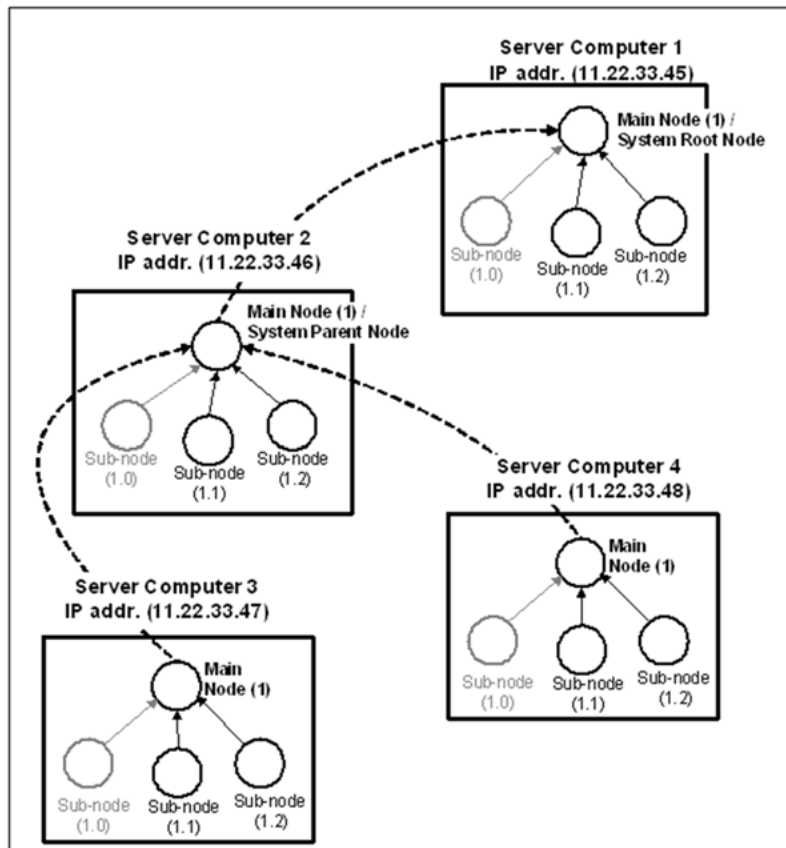 Server Computer 1
IP addr. (11.22.33.45)
Main Node (1) /
System Root Node
Sub-node
(1.0)
Sub-node
(1.1)
Sub-node
(1.2)
Server Computer 2
IP addr. (11.22.33.46)
Main Node (1) /
System Parent Node
Sub-node
(1.0)
Sub-node
(1.1)
Sub-node
(1.2)
Server Computer 4
IP addr. (11.22.33.48)
Main
Node (1)
Sub-node
(1.0)
Sub-node
(1.1)
Sub-node
(1.2)
Server Computer 3
IP addr. (11.22.33.47)
Main
Node (1)
Sub-node
(1.0)
Sub-node
(1.1)
Sub-node
(1.2)